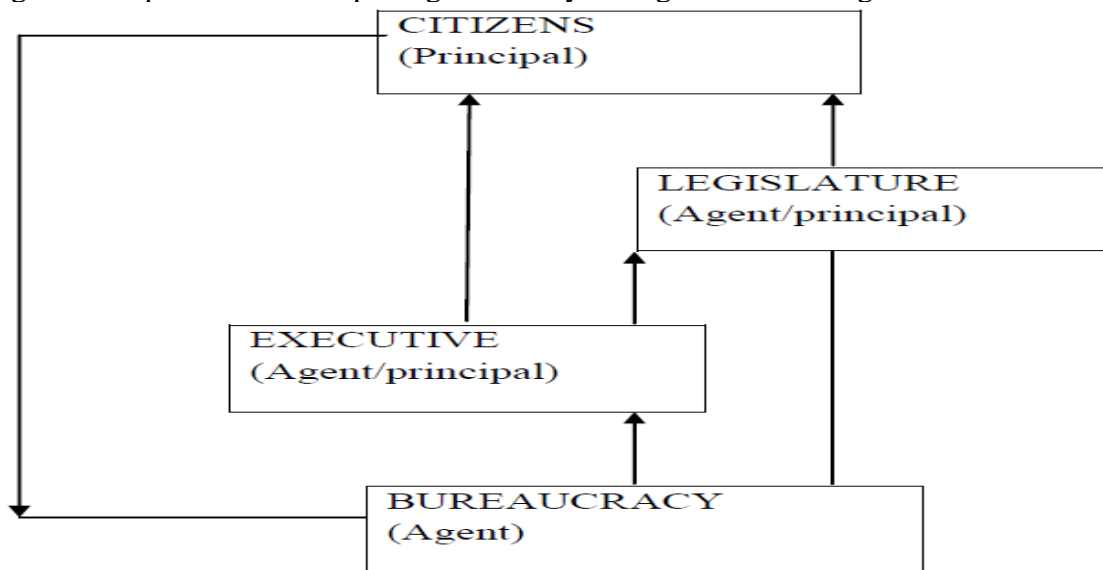 CITIZENS
(Principal)
LEGISLATURE
(Agent/principal)
EXECUTIVE
(Agent/principal)
BUREAUCRACY
(Agent)